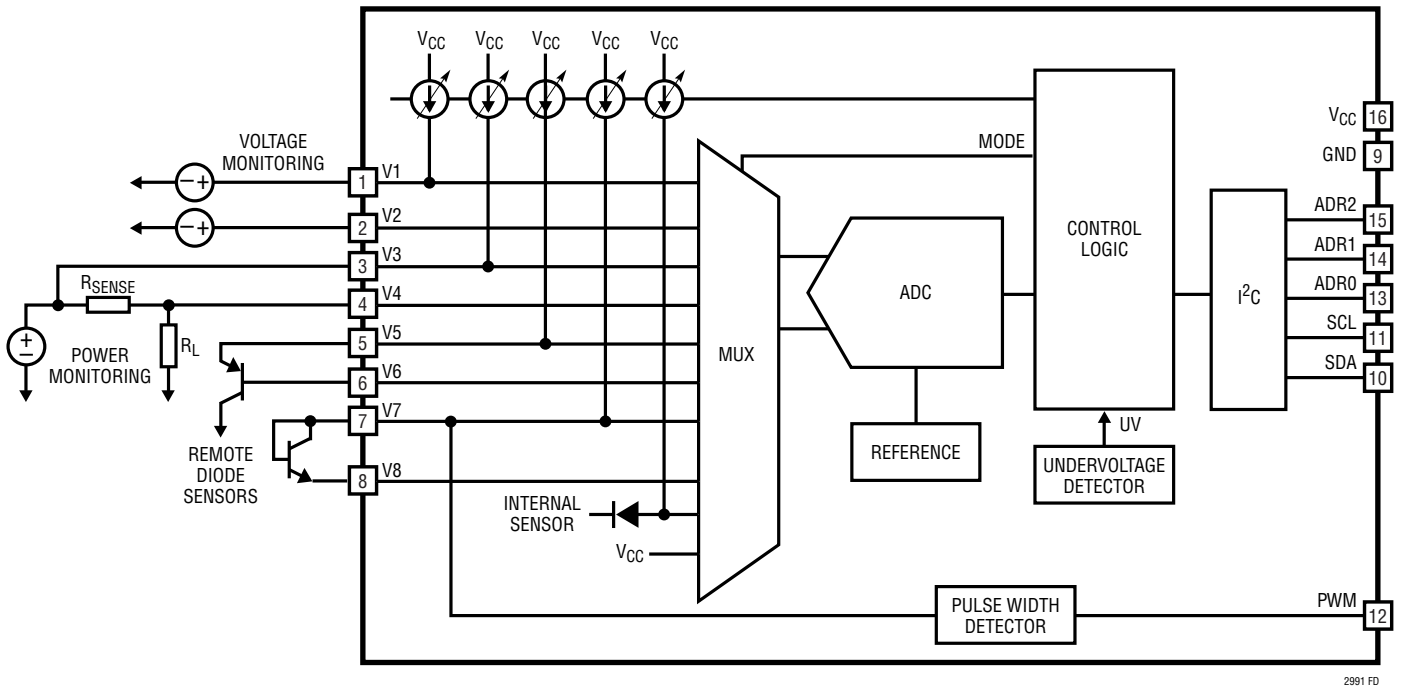 VCC VCC VCC VCC VCC
VOLTAGE
MONITORING
− +
− +
1 V1
2 V2
3 V3
4 V4
5 V5
6 V6
7 V7
8 V8
RSENSE
RL
+
−
POWER
MONITORING
REMOTE
DIODE
SENSORS
INTERNAL
SENSOR
VCC
MUX
MODE
ADC
REFERENCE
CONTROL
LOGIC
UV
UNDERVOLTAGE
DETECTOR
I2C
PULSE WIDTH
DETECTOR
VCC 16
GND 9
ADR2 15
ADR1 14
ADR0 13
SCL 11
SDA 10
PWM 12
2991 FD